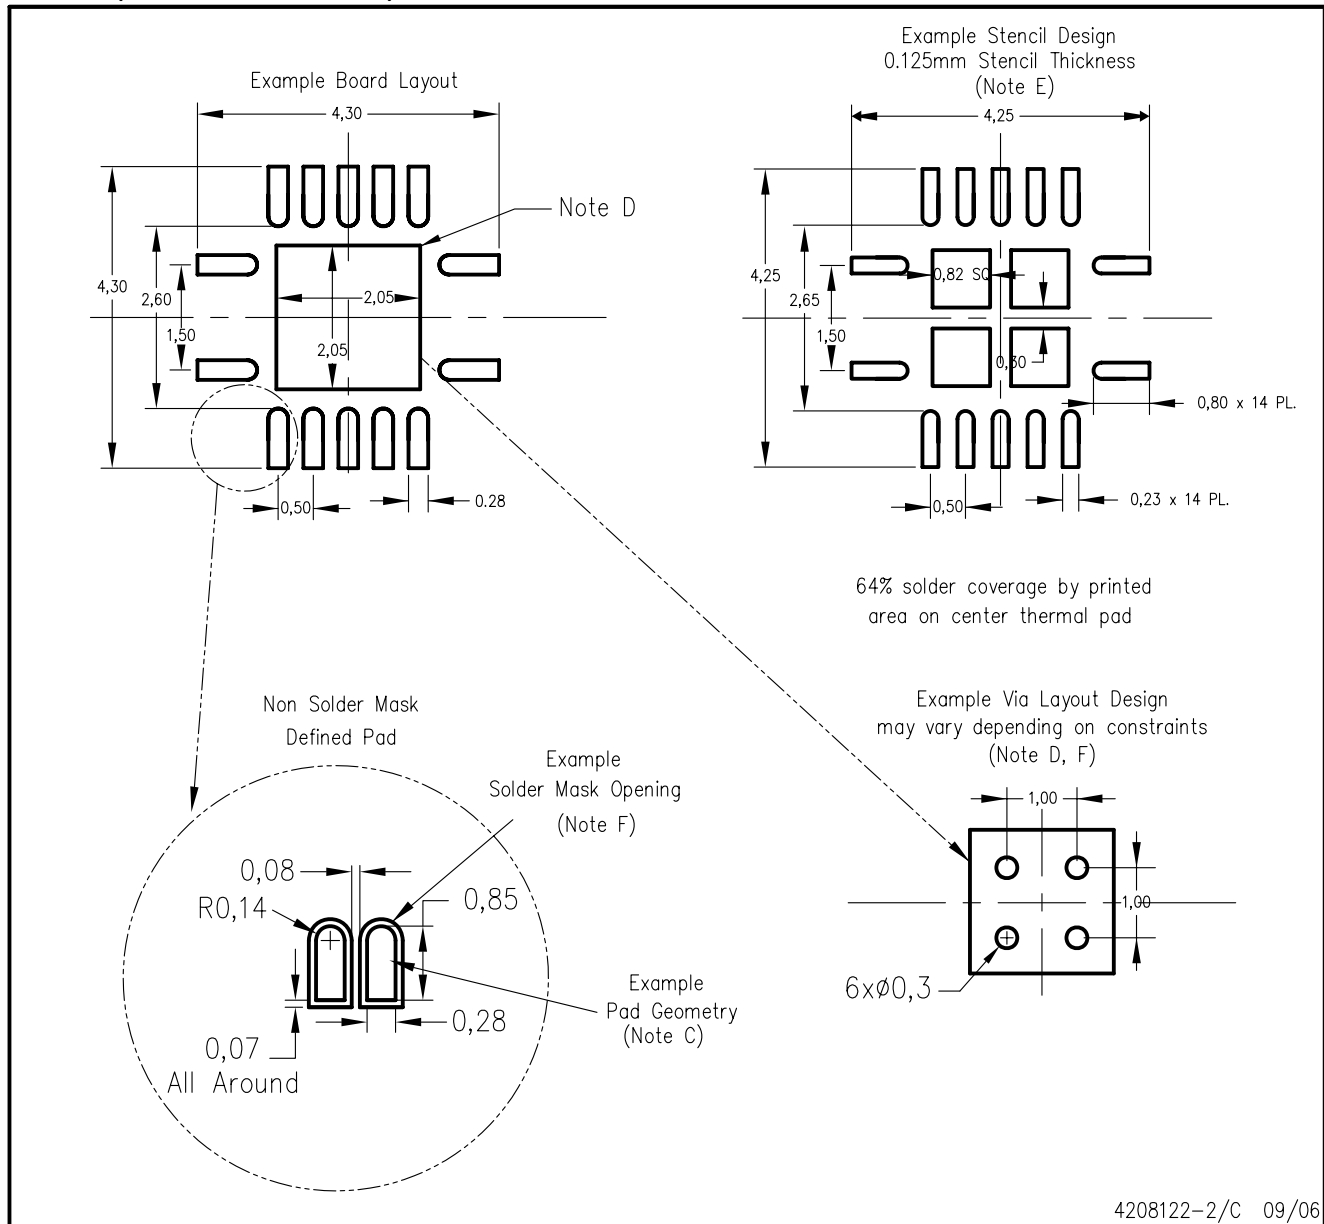 Example Board Layout
4,30
4,30
2,60
1,50
2,05
2,05
Note D
0,50
0.28
Example Stencil Design
0.125mm Stencil Thickness
(Note E)
4,25
4,25
2,65
1,50
0,82 SQ
0,30
0,80 x 14 PL.
0,50
0,23 x 14 PL.
64% solder coverage by printed
area on center thermal pad
Non Solder Mask
Defined Pad
Example
Solder Mask Opening
(Note F)
0,08
R0,14
0,85
Example
Pad Geometry
(Note C)
0,28
0,07
All Around
Example Via Layout Design
may vary depending on constraints
(Note D, F)
1,00
1,00
6xø0,3
4208122-2/C 09/06